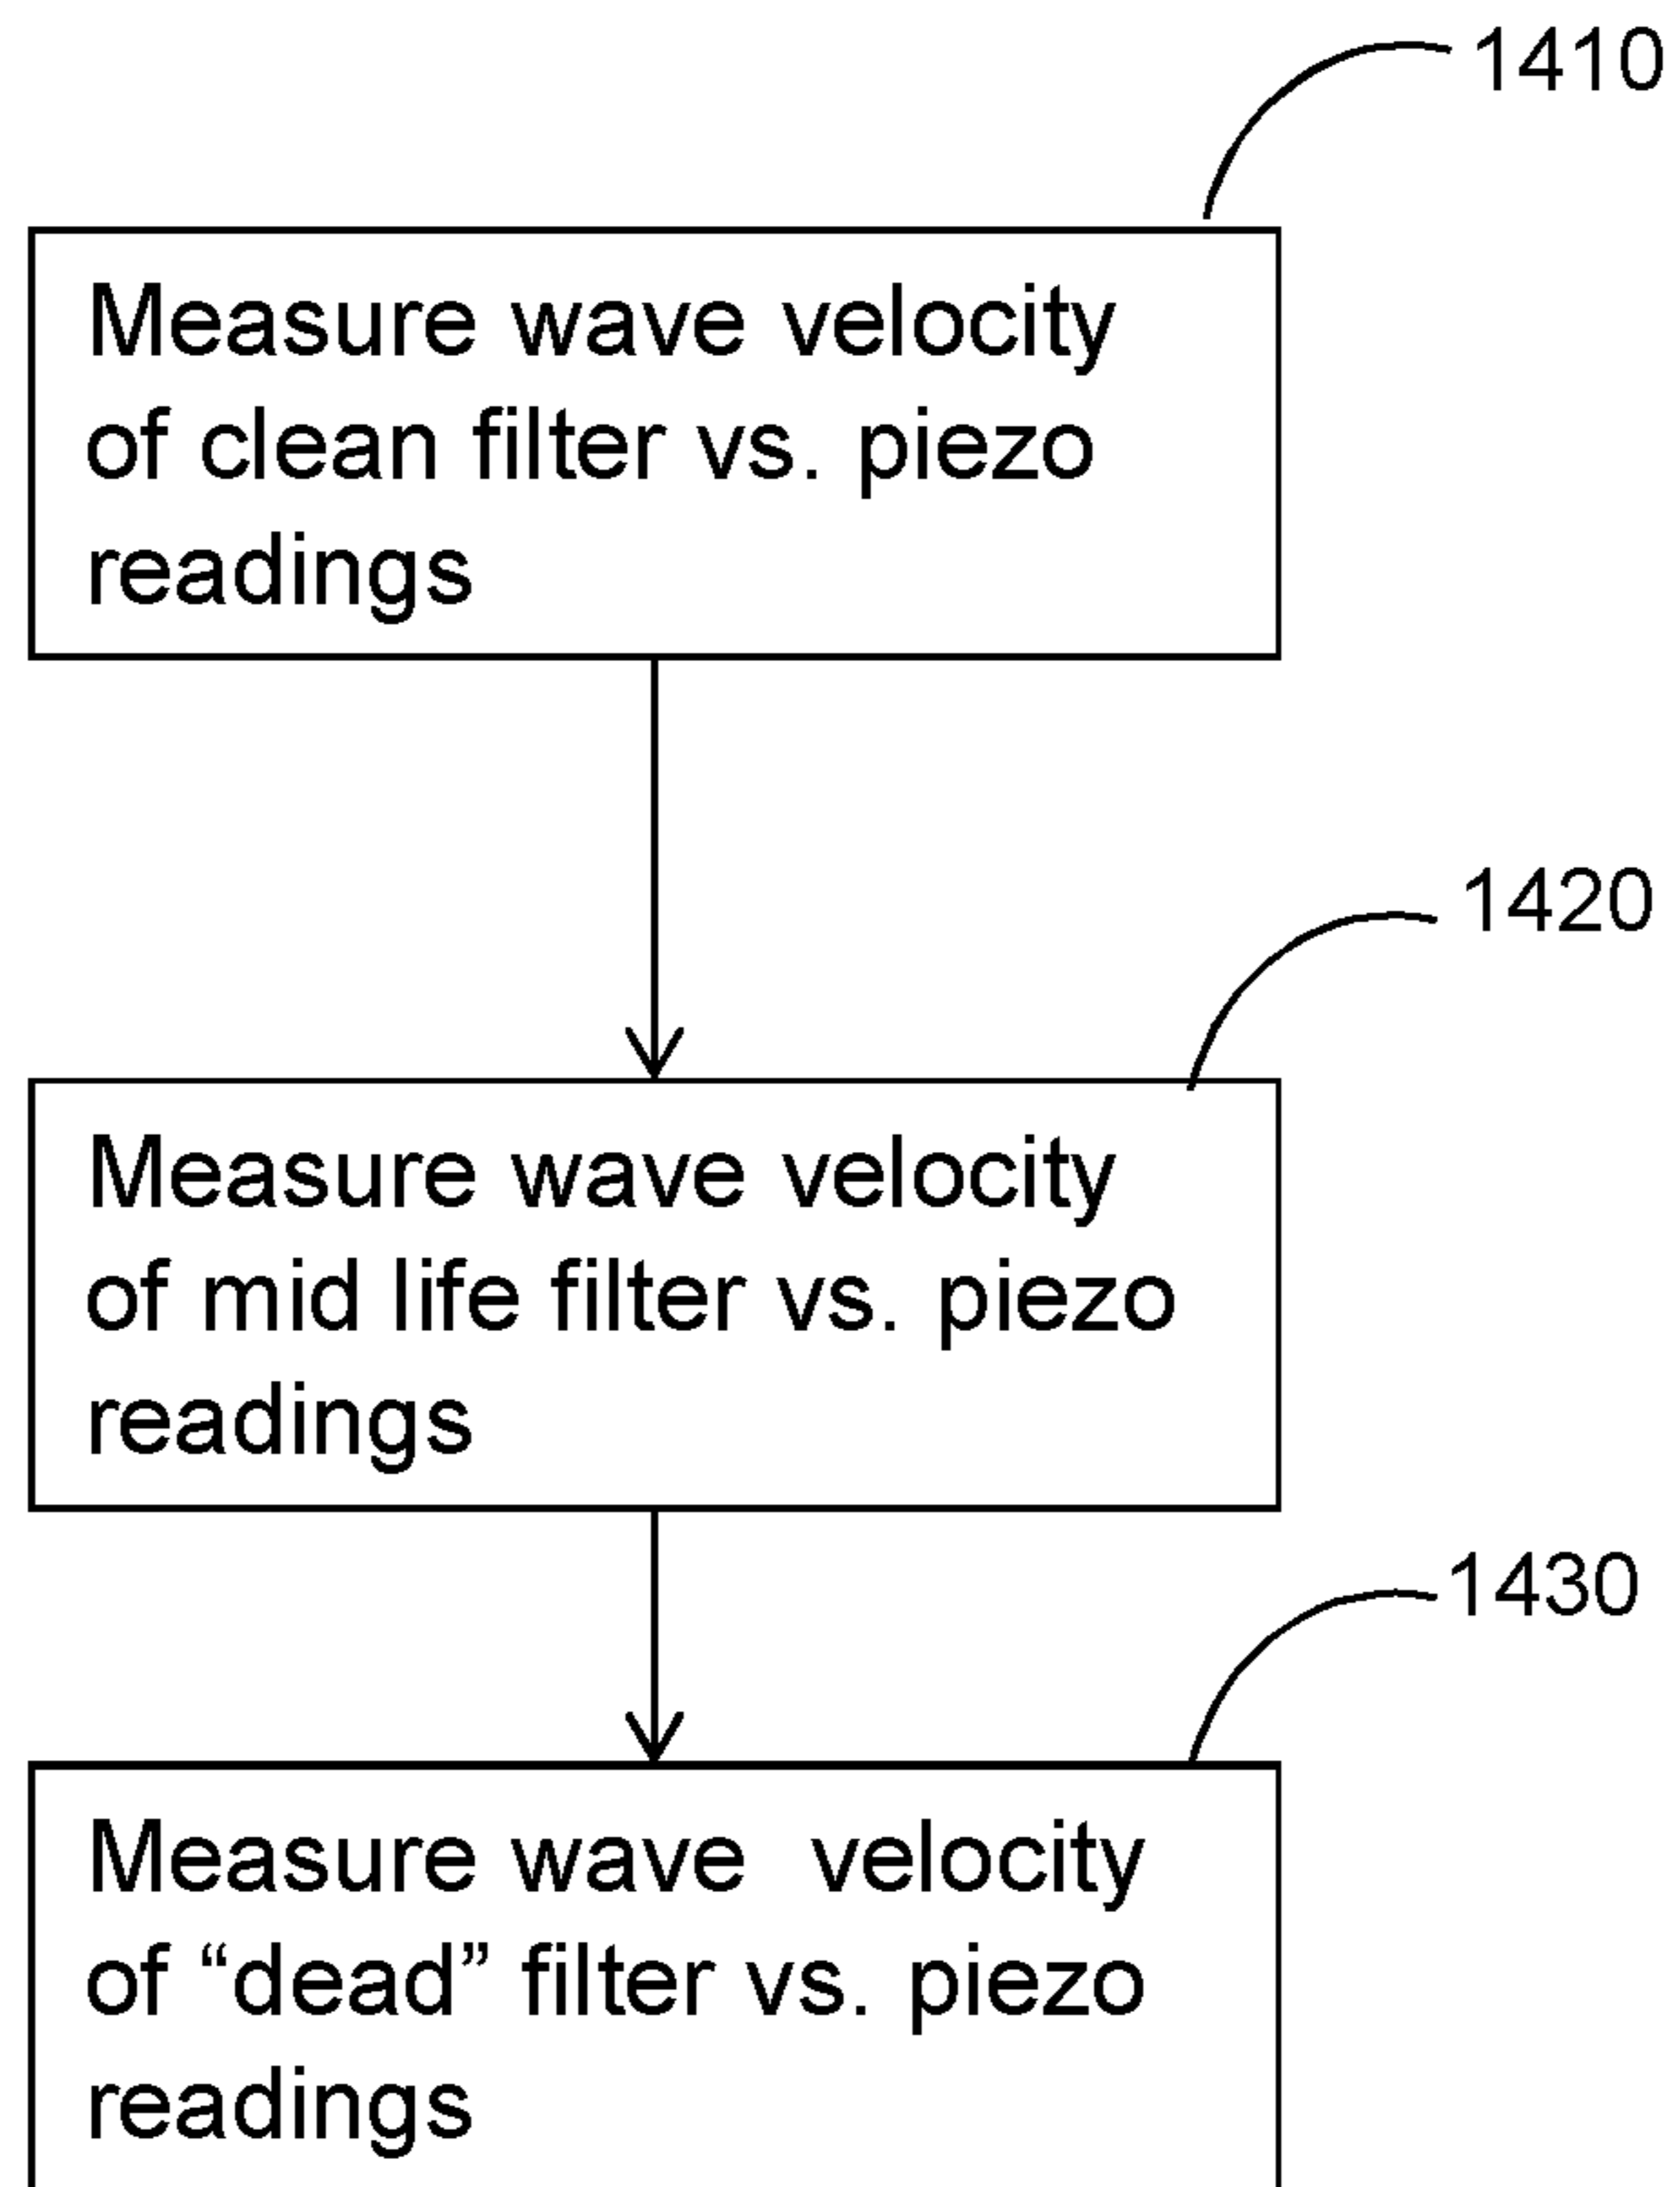 1410
Measure wave velocity
of clean filter vs. piezo
readings
1420
Measure wave velocity
of mid life filter vs. piezo
readings
1430
Measure wave velocity
of “dead” filter vs. piezo
readings